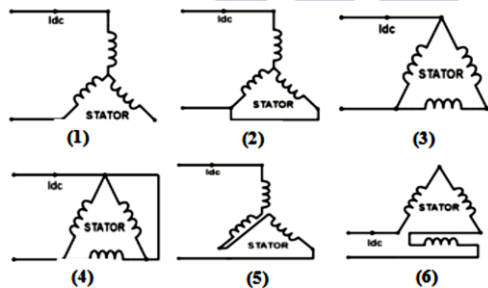 Idc
STATOR
(1)
Idc
STATOR
(2)
Idc
STATOR
(3)
Idc
STATOR
(4)
Idc
STATOR
(5)
STATOR
Idc
(6)